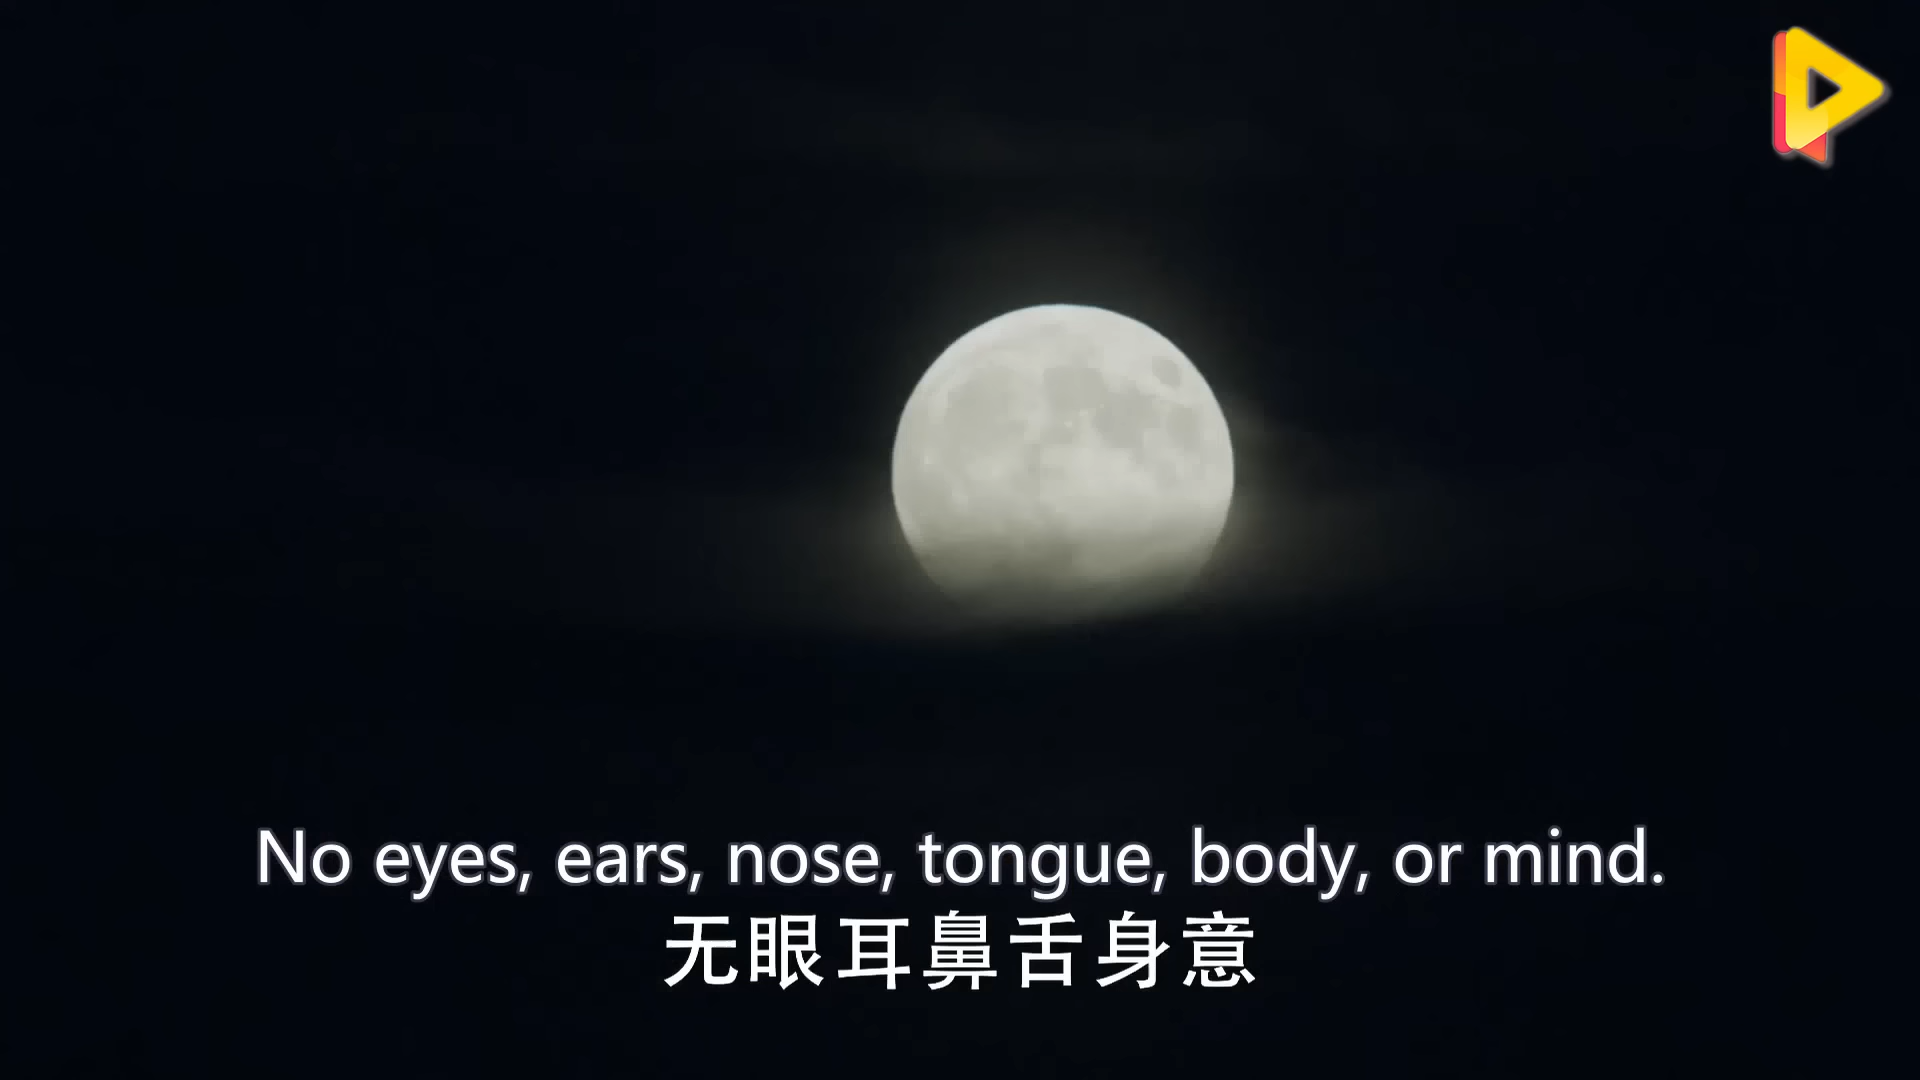 No eyes, ears, nose, tongue, body, or mind.
无眼耳鼻舌身意